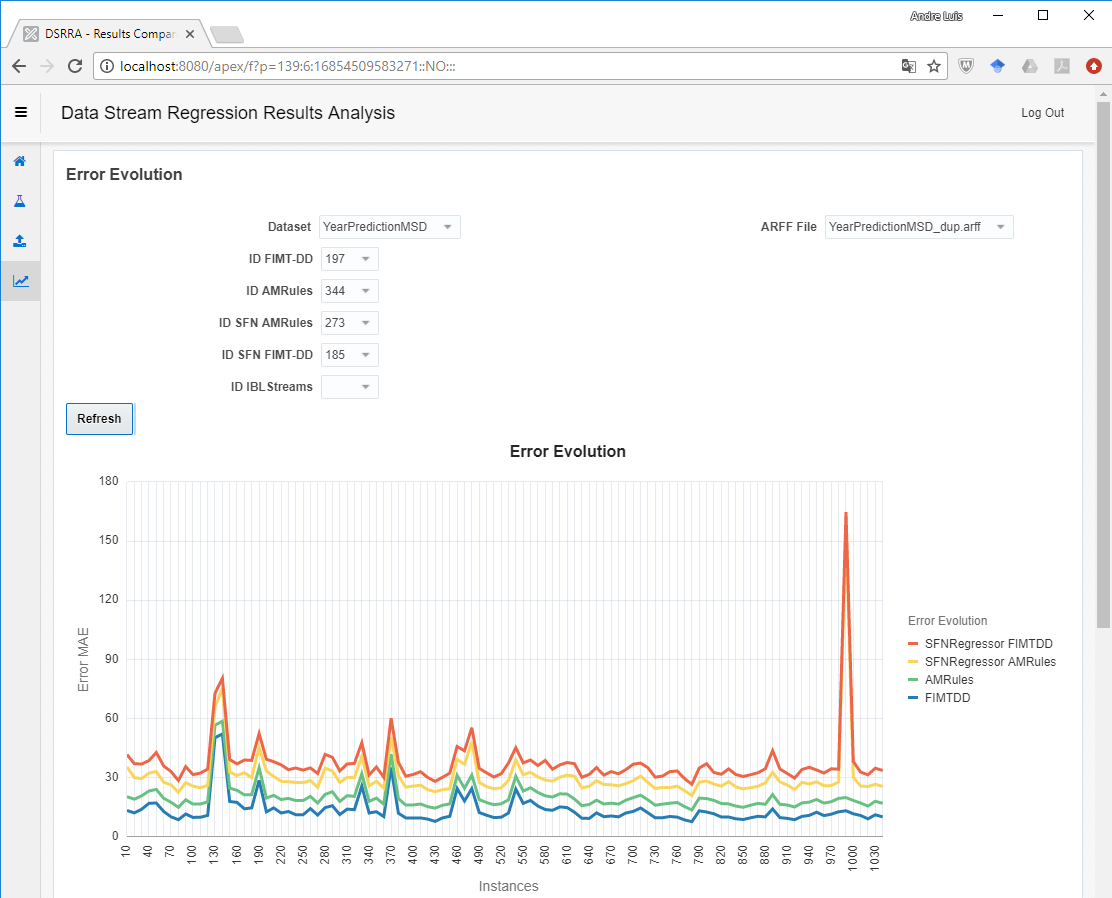 Andre Luis
DSRRA - Results Compar
localhost:8080/apex/f?p=139:6:16854509583271::NO:::
Data Stream Regression Results Analysis
Log Out
Error Evolution
Dataset YearPredictionMSD
ARFF File YearPredictionMSD_dup.arff
ID FIMT-DD 197
ID AMRules 344
ID SFN AMRules 273
ID SFN FIMT-DD 185
ID IBLStreams
Refresh
Error Evolution
180
150
120
90
60
30
0
Error MAE
10 40 70 100 130 160 190 220 250 280 310 340 370 400 430 460 490 520 550 580 610 640 670 700 730 760 790 820 850 880 910 940 970 1000 1030
Instances
Error Evolution
SFNRegressor FIMTDD
SFNRegressor AMRules
AMRules
FIMTDD